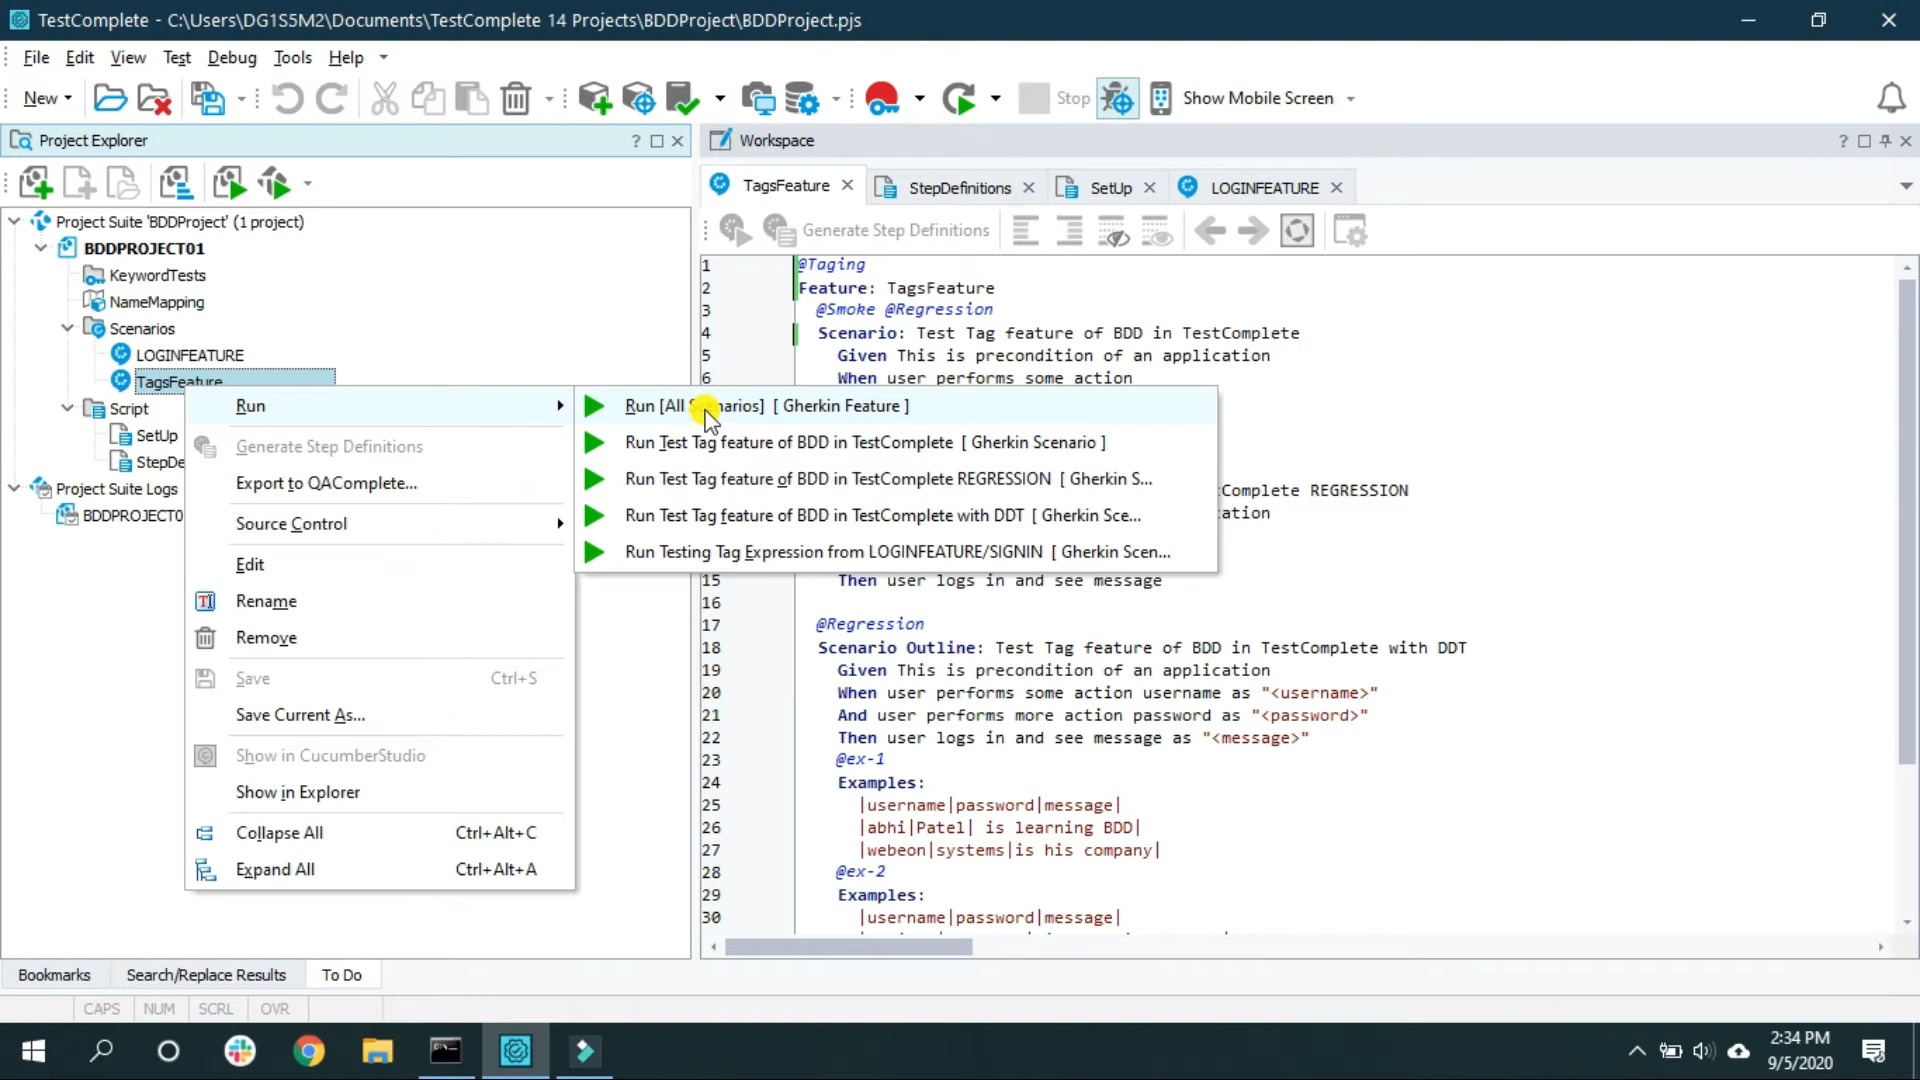 TestComplete - C:\Users\DG1S5M2\Documents\TestComplete 14 Projects\BDDProject\BDDProject.pjs
File Edit View Test Debug Tools Help
New Stop Show Mobile Screen
Project Explorer
Workspace
TagsFeature StepDefinitions SetUp LOGINFEATURE
Generate Step Definitions
Project Suite 'BDDProject' (1 project)
BDDPROJECT01
KeywordTests
NameMapping
Scenarios
LOGINFEATURE
TagsFeature
Script
SetUp
StepDe
Project Suite Logs
BDDPROJECT0
Run
Generate Step Definitions
Export to QAComplete...
Source Control
Edit
Rename
Remove
Save Ctrl+S
Save Current As...
Show in CucumberStudio
Show in Explorer
Collapse All Ctrl+Alt+C
Expand All Ctrl+Alt+A
Run [All Scenarios] [ Gherkin Feature ]
Run Test Tag feature of BDD in TestComplete [ Gherkin Scenario ]
Run Test Tag feature of BDD in TestComplete REGRESSION [ Gherkin S...
Run Test Tag feature of BDD in TestComplete with DDT [ Gherkin Sce...
Run Testing Tag Expression from LOGINFEATURE/SIGNIN [ Gherkin Scen...
1 @Taging
2 Feature: TagsFeature
3 @Smoke @Regression
4 Scenario: Test Tag feature of BDD in TestComplete
5 Given This is precondition of an application
6 When user performs some action
tComplete REGRESSION
ation
15 Then user logs in and see message
16
17 @Regression
18 Scenario Outline: Test Tag feature of BDD in TestComplete with DDT
19 Given This is precondition of an application
20 When user performs some action username as "<username>"
21 And user performs more action password as "<password>"
22 Then user logs in and see message as "<message>"
23 @ex-1
24 Examples:
25 |username|password|message|
26 |abhi|Patel| is learning BDD|
27 |webeon|systems|is his company|
28 @ex-2
29 Examples:
30 |username|password|message|
Bookmarks Search/Replace Results To Do
CAPS NUM SCRL OVR
2:34 PM
9/5/2020